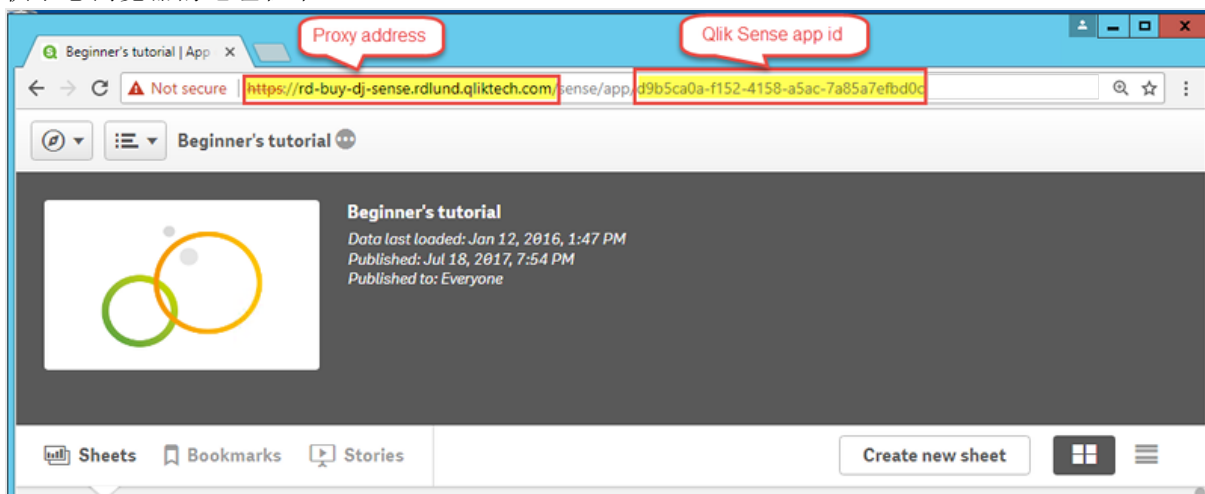 Proxy address
Qlik Sense app id
Beginner's tutorial | App
Not secure | https://rd-buy-dj-sense.rdlund.qliktech.com/sense/app/d9b5ca0a-f152-4158-a5ac-7a85a7efbd0c
Beginner's tutorial
Beginner's tutorial
Data last loaded: Jan 12, 2016, 1:47 PM
Published: Jul 18, 2017, 7:54 PM
Published to: Everyone
Sheets Bookmarks Stories Create new sheet